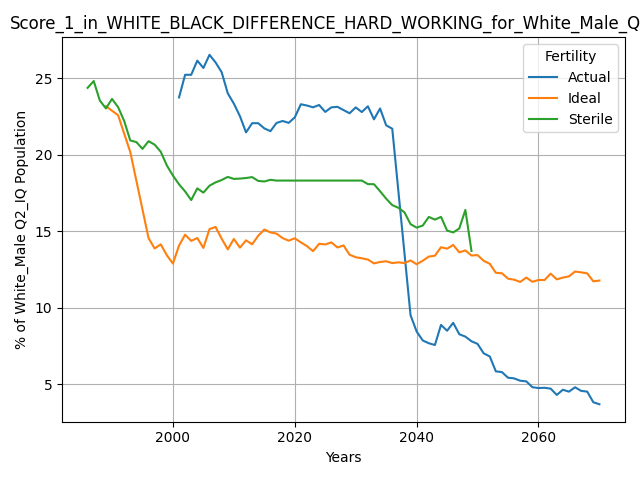 Score_1_in_WHITE_BLACK_DIFFERENCE_HARD_WORKING_for_White_Male_Q
Fertility
Actual
Ideal
Sterile
% of White_Male Q2_IQ Population
25
20
15
10
5
2000 2020 2040 2060
Years